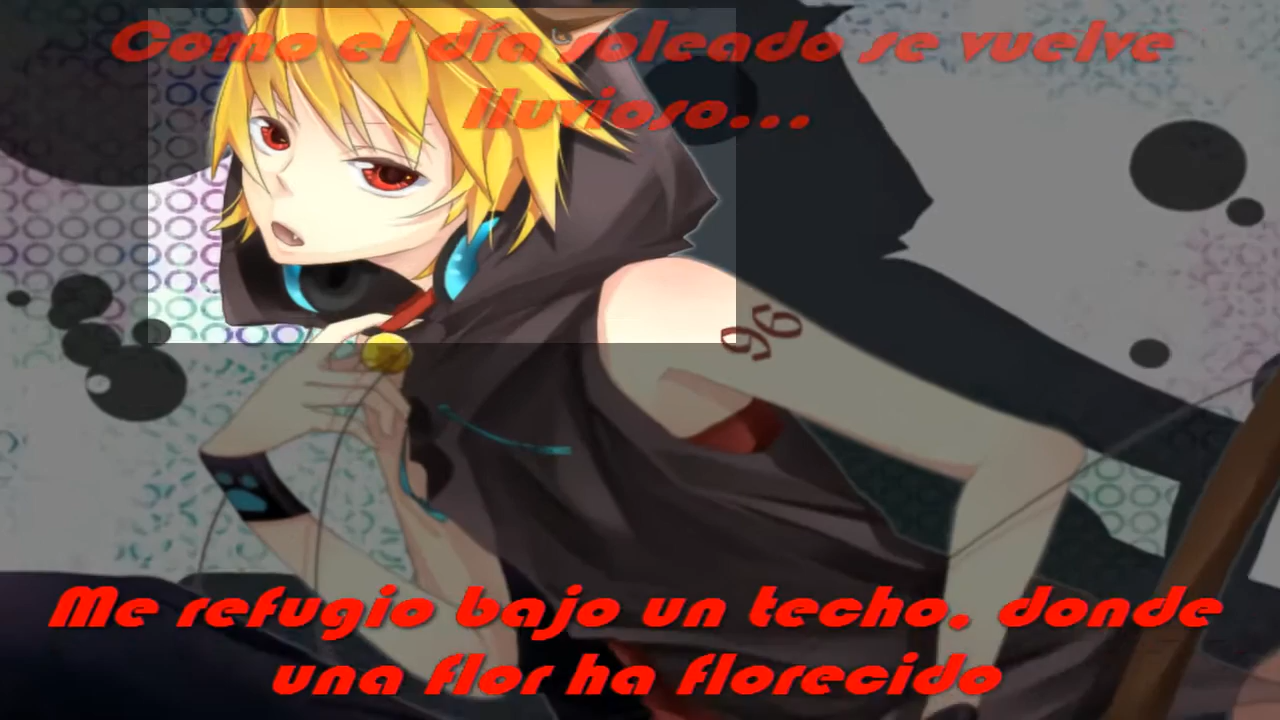 Como el día soleado se vuelve
lluvioso...
96
Me refugio bajo un techo, donde
una flor ha florecido